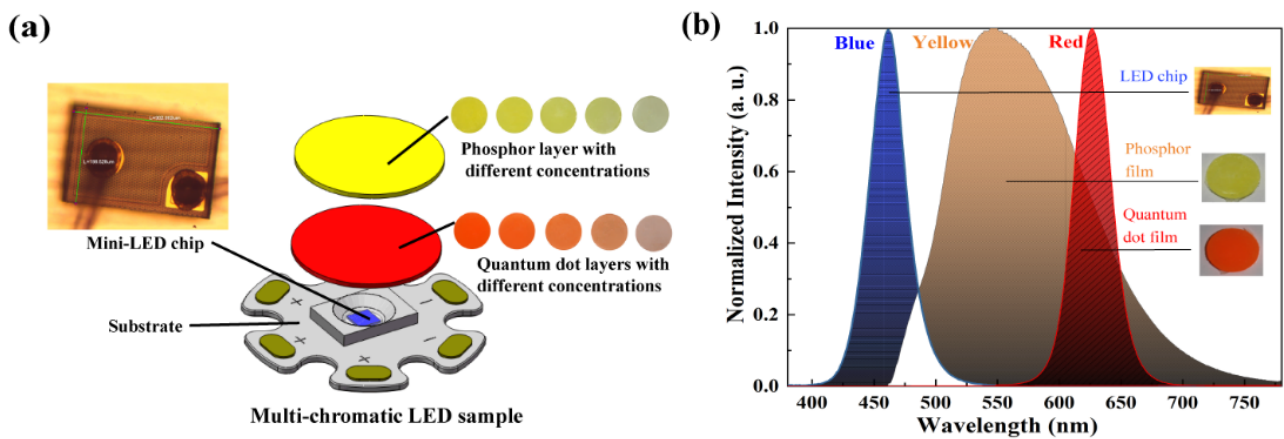 (a)
Phosphor layer with
different concentrations
Mini-LED chip
Quantum dot layers with
different concentrations
Substrate
Multi-chromatic LED sample
(b)
Normalized Intensity (a. u.)
1.0
0.8
0.6
0.4
0.2
0.0
Blue
Yellow
Red
LED chip
Phosphor
film
Quantum
dot film
400 450 500 550 600 650 700 750
Wavelength (nm)